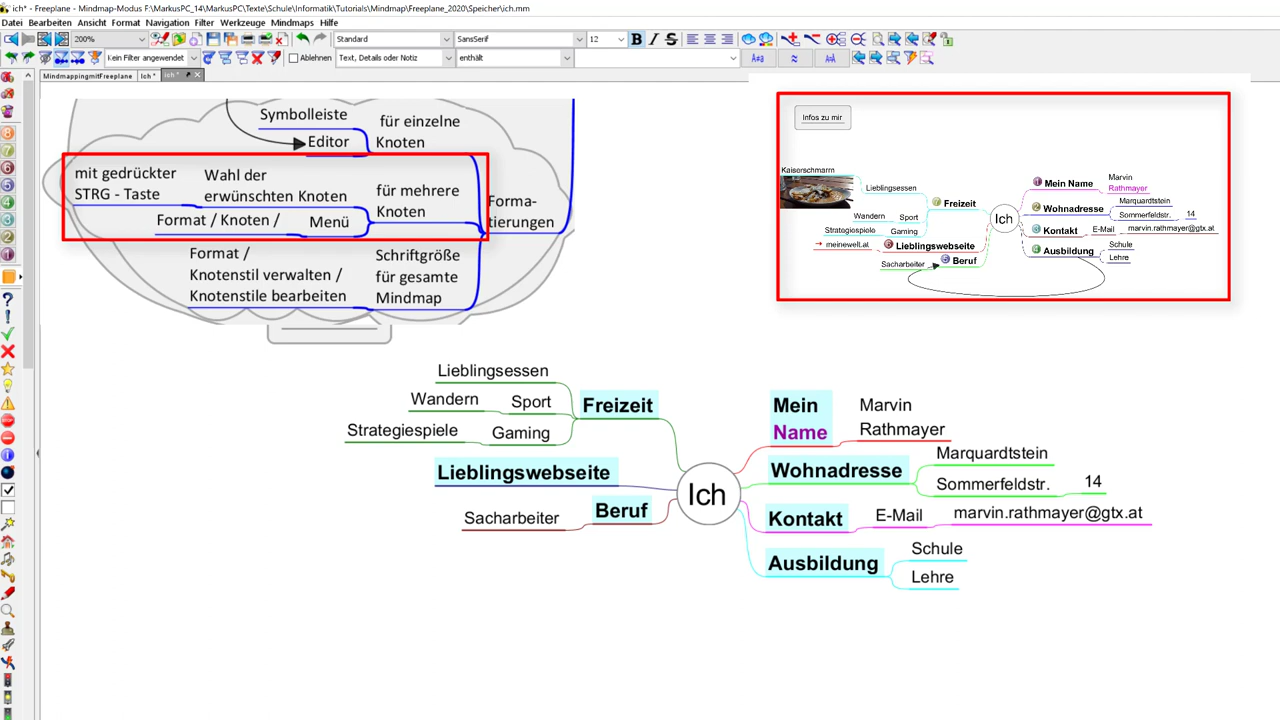 ich* - Freeplane - Mindmap-Modus F:\MarkusPC_14\MarkusPC\Texte\Schule\Informatik\Tutorials\Mindmap\Freeplane_2020\Speicher\ich.mm
Datei Bearbeiten Ansicht Format Navigation Filter Werkzeuge Mindmaps Hilfe
200% Standard SansSerif 12 B I S
Kein Filter angewendet Ablehnen Text, Details oder Notiz enthält
MindmappingmitFreeplane Ich * ich *
Symbolleiste
Editor
für einzelne
Knoten
mit gedrückter
STRG - Taste
Wahl der
erwünschten Knoten
Format / Knoten /
Menü
für mehrere
Knoten
Forma-
tierungen
Format /
Knotenstil verwalten /
Knotenstile bearbeiten
Schriftgröße
für gesamte
Mindmap
Infos zu mir
Kaiserschmarrn
Lieblingsessen
Wandern
Sport
Strategiespiele
Gaming
Freizeit
meinewelt.at
Lieblingswebseite
Sacharbeiter
Beruf
Ich
Mein Name
Marvin
Rathmayer
Wohnadresse
Marquardtstein
Sommerfeldstr.
14
Kontakt
E-Mail
marvin.rathmayer@gtx.at
Ausbildung
Schule
Lehre
Lieblingsessen
Wandern
Sport
Strategiespiele
Gaming
Freizeit
Lieblingswebseite
Sacharbeiter
Beruf
Ich
Mein
Name
Marvin
Rathmayer
Wohnadresse
Marquardtstein
Sommerfeldstr.
14
Kontakt
E-Mail
marvin.rathmayer@gtx.at
Ausbildung
Schule
Lehre